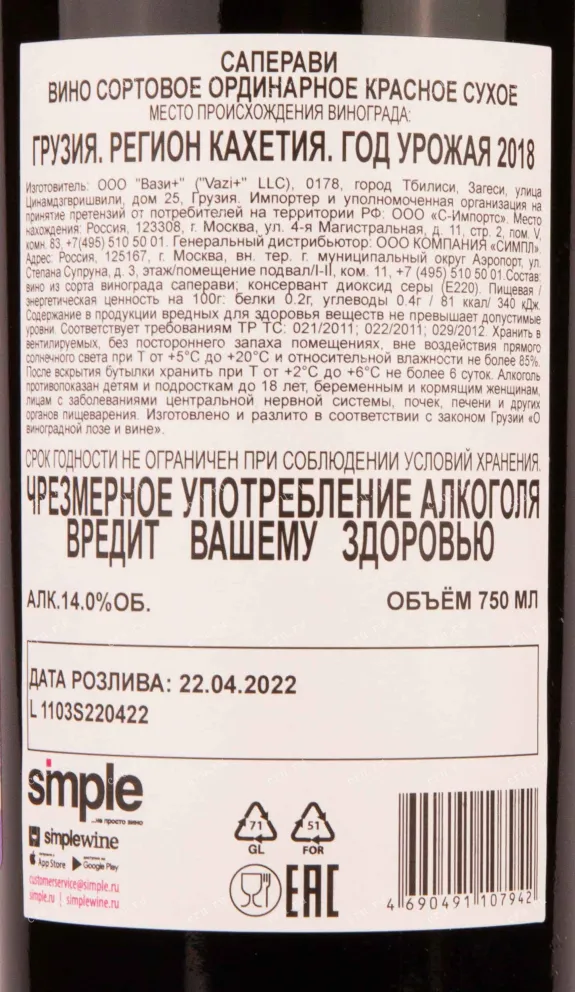 САПЕРАВИ
ВИНО СОРТОВОЕ ОРДИНАРНОЕ КРАСНОЕ СУХОЕ
МЕСТО ПРОИСХОЖДЕНИЯ ВИНОГРАДА:
ГРУЗИЯ. РЕГИОН КАХЕТИЯ. ГОД УРОЖАЯ 2018
Изготовитель: ООО "Вази+" ("Vazi+" LLC), 0178, город Тбилиси, Загеси, улица
Цинамдзгвришвили, дом 25, Грузия. Импортер и уполномоченная организация на
принятие претензий от потребителей на территории РФ: ООО «С-Импортс». Место
нахождения: Россия, 123308, г. Москва, ул. 4-я Магистральная, д. 11, стр. 2, пом. V,
комн. 83, +7(495) 510 50 01. Генеральный дистрибьютор: ООО КОМПАНИЯ «СИМПЛ».
Адрес: Россия, 125167, г. Москва, вн. тер. г. муниципальный округ Аэропорт, ул.
Степана Супруна, д. 3, этаж/помещение подвал/I-II, ком. 11, +7 (495) 510 50 01.Состав:
вино из сорта винограда саперави; консервант диоксид серы (Е220). Пищевая /
энергетическая ценность на 100г: белки 0.2г, углеводы 0.4г / 81 ккал/ 340 кДж.
Содержание в продукции вредных для здоровья веществ не превышает допустимые
уровни. Соответствует требованиям ТР ТС: 021/2011; 022/2011; 029/2012. Хранить в
вентилируемых, без постороннего запаха помещениях, вне воздействия прямого
солнечного света при Т от +5°С до +20°С и относительной влажности не более 85%.
После вскрытия бутылки хранить при Т от +2°С до +6°С не более 6 суток. Алкоголь
противопоказан детям и подросткам до 18 лет, беременным и кормящим женщинам,
лицам с заболеваниями центральной нервной системы, почек, печени и других
органов пищеварения. Изготовлено и разлито в соответствии с законом Грузии «О
виноградной лозе и вине».
СРОК ГОДНОСТИ НЕ ОГРАНИЧЕН ПРИ СОБЛЮДЕНИИ УСЛОВИЙ ХРАНЕНИЯ.
ЧРЕЗМЕРНОЕ УПОТРЕБЛЕНИЕ АЛКОГОЛЯ
ВРЕДИТ ВАШЕМУ ЗДОРОВЬЮ
АЛК.14.0%ОБ. ОБЪЁМ 750 МЛ
ДАТА РОЗЛИВА: 22.04.2022
L 1103S220422
simple
...не просто вино
simplewine
App Store Google Play
customerservice@simple.ru
simple.ru | simplewine.ru
71 51
GL FOR
EAC
4 690491 107942